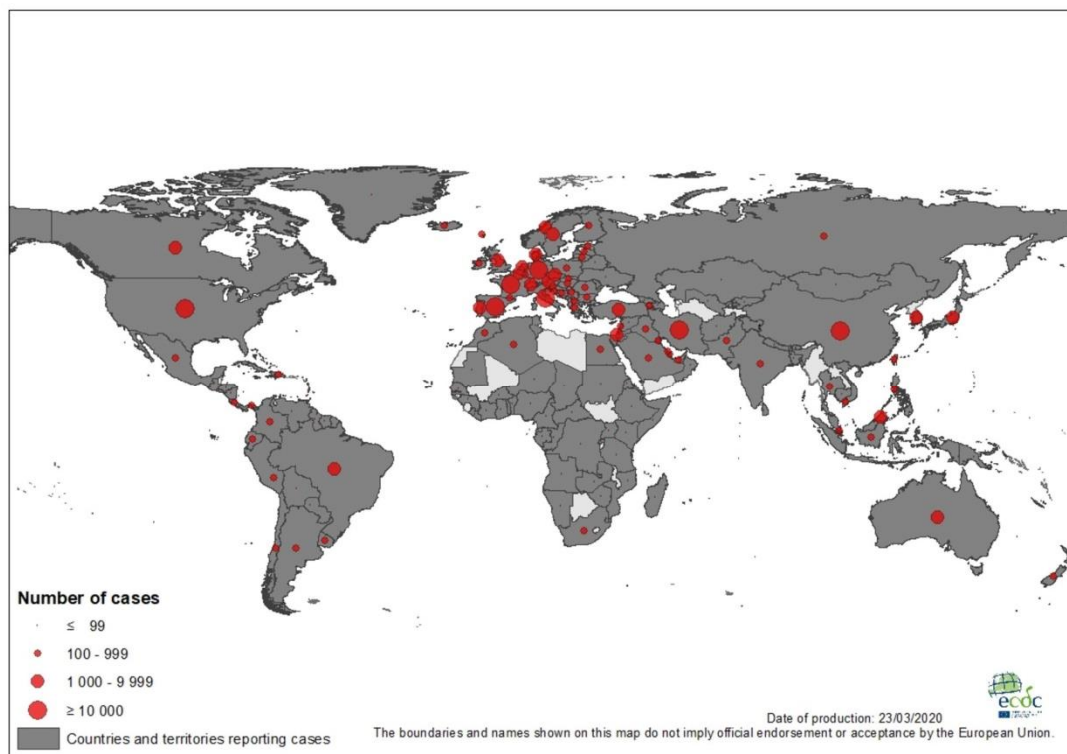 Number of cases
≤ 99
100 - 999
1 000 - 9 999
≥ 10 000
Countries and territories reporting cases
ecdc
Date of production: 23/03/2020
The boundaries and names shown on this map do not imply official endorsement or acceptance by the European Union.